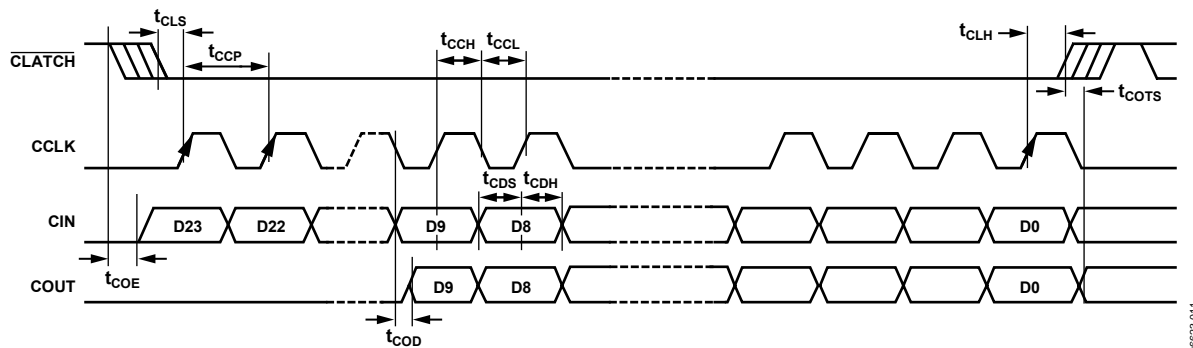 tCLS
tCCP
tCCH tCCL
tCLH
CLATCH
tCOTS
CCLK
tCDS tCDH
CIN D23 D22 D9 D8 D0
tCOE
COUT D9 D8 D0
tCOD